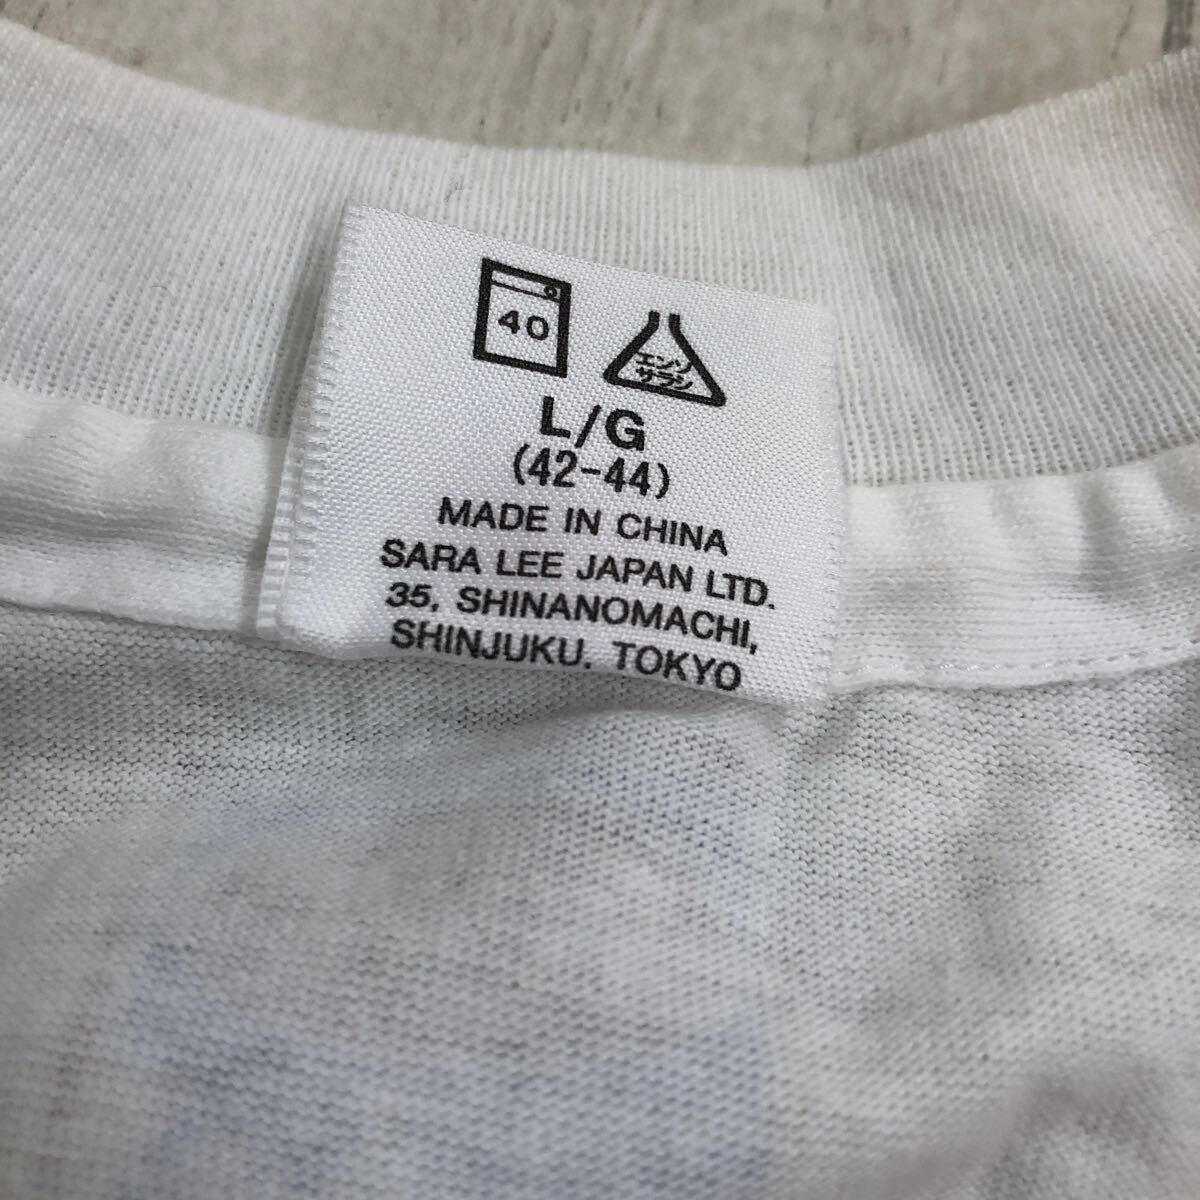 40
エンソ
サラシ
L/G
(42-44)
MADE IN CHINA
SARA LEE JAPAN LTD.
35, SHINANOMACHI,
SHINJUKU, TOKYO